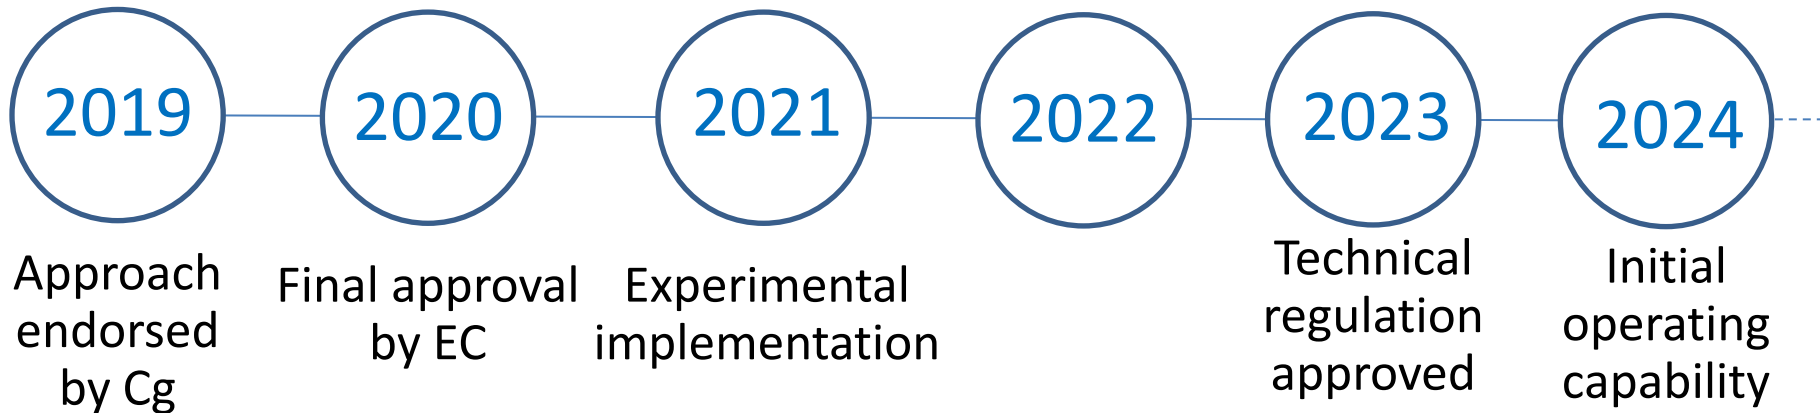 2019
2020
2021
2022
2023
2024
Approach
endorsed
by Cg
Final approval
by EC
Experimental
implementation
Technical
regulation
approved
Initial
operating
capability